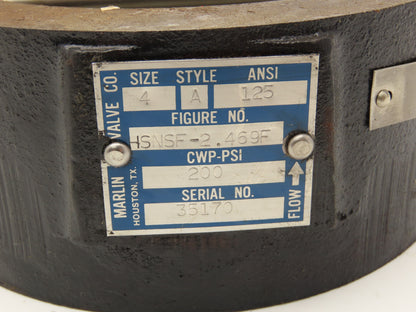 SIZE STYLE ANSI
4 A 125
FIGURE NO.
HSNSF-2.469F
CWP-PSI
200
SERIAL NO.
35170
MARLIN VALVE CO.
HOUSTON, TX.
FLOW